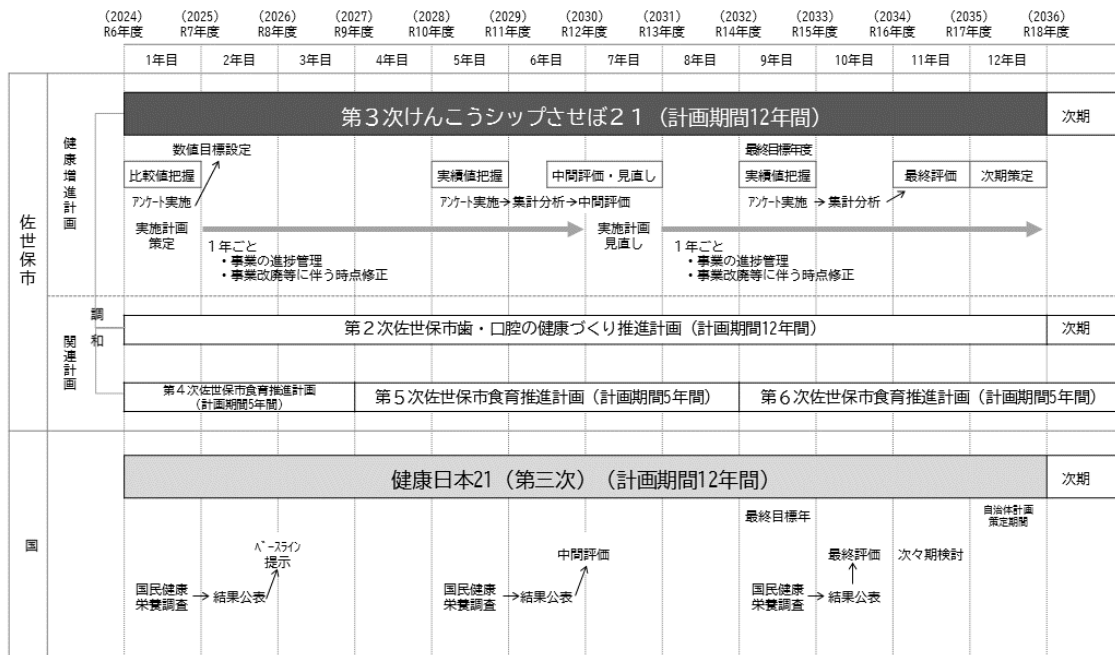 (2024) (2025) (2026) (2027) (2028) (2029) (2030) (2031) (2032) (2033) (2034) (2035) (2036)
R6年度 R7年度 R8年度 R9年度 R10年度 R11年度 R12年度 R13年度 R14年度 R15年度 R16年度 R17年度 R18年度
1年目 2年目 3年目 4年目 5年目 6年目 7年目 8年目 9年目 10年目 11年目 12年目
佐世保市
健康増進計画
第3次けんこうシップさせぼ21（計画期間12年間） 次期
数値目標設定 最終目標年度
比較値把握 実績値把握 中間評価・見直し 実績値把握 最終評価 次期策定
ｱﾝｹｰﾄ実施 ｱﾝｹｰﾄ実施→集計分析→中間評価 ｱﾝｹｰﾄ実施→集計分析
実施計画 実施計画
策定 見直し
1年ごと 1年ごと
・事業の進捗管理 ・事業の進捗管理
・事業改廃等に伴う時点修正 ・事業改廃等に伴う時点修正
調和
関連計画
第2次佐世保市歯・口腔の健康づくり推進計画（計画期間12年間） 次期
第4次佐世保市食育推進計画
（計画期間5年間）
第5次佐世保市食育推進計画（計画期間5年間） 第6次佐世保市食育推進計画（計画期間5年間）
国
健康日本21（第三次）（計画期間12年間） 次期
最終目標年 自治体計画
策定期間
ﾍﾞｰｽﾗｲﾝ
提示
中間評価 最終評価 次々期検討
国民健康 国民健康 国民健康
栄養調査 → 結果公表 栄養調査 → 結果公表 栄養調査 → 結果公表